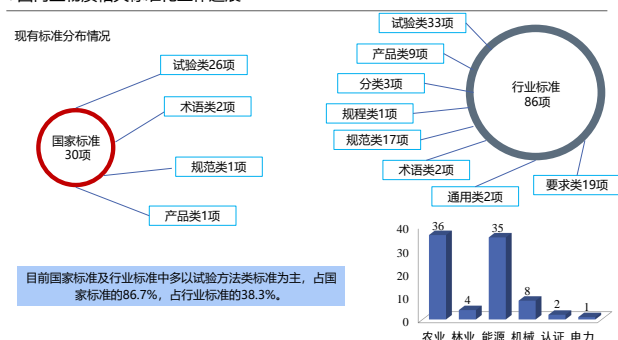 现有标准分布情况
试验类26项
术语类2项
国家标准
30项
规范类1项
产品类1项
试验类33项
产品类9项
分类3项
规程类1项
规范类17项
术语类2项
通用类2项
要求类19项
行业标准
86项
目前国家标准及行业标准中多以试验方法类标准为主，占国
家标准的86.7%，占行业标准的38.3%。
40
30
20
10
0
36
4
35
8
2
1
农业 林业 能源 机械 认证 电力